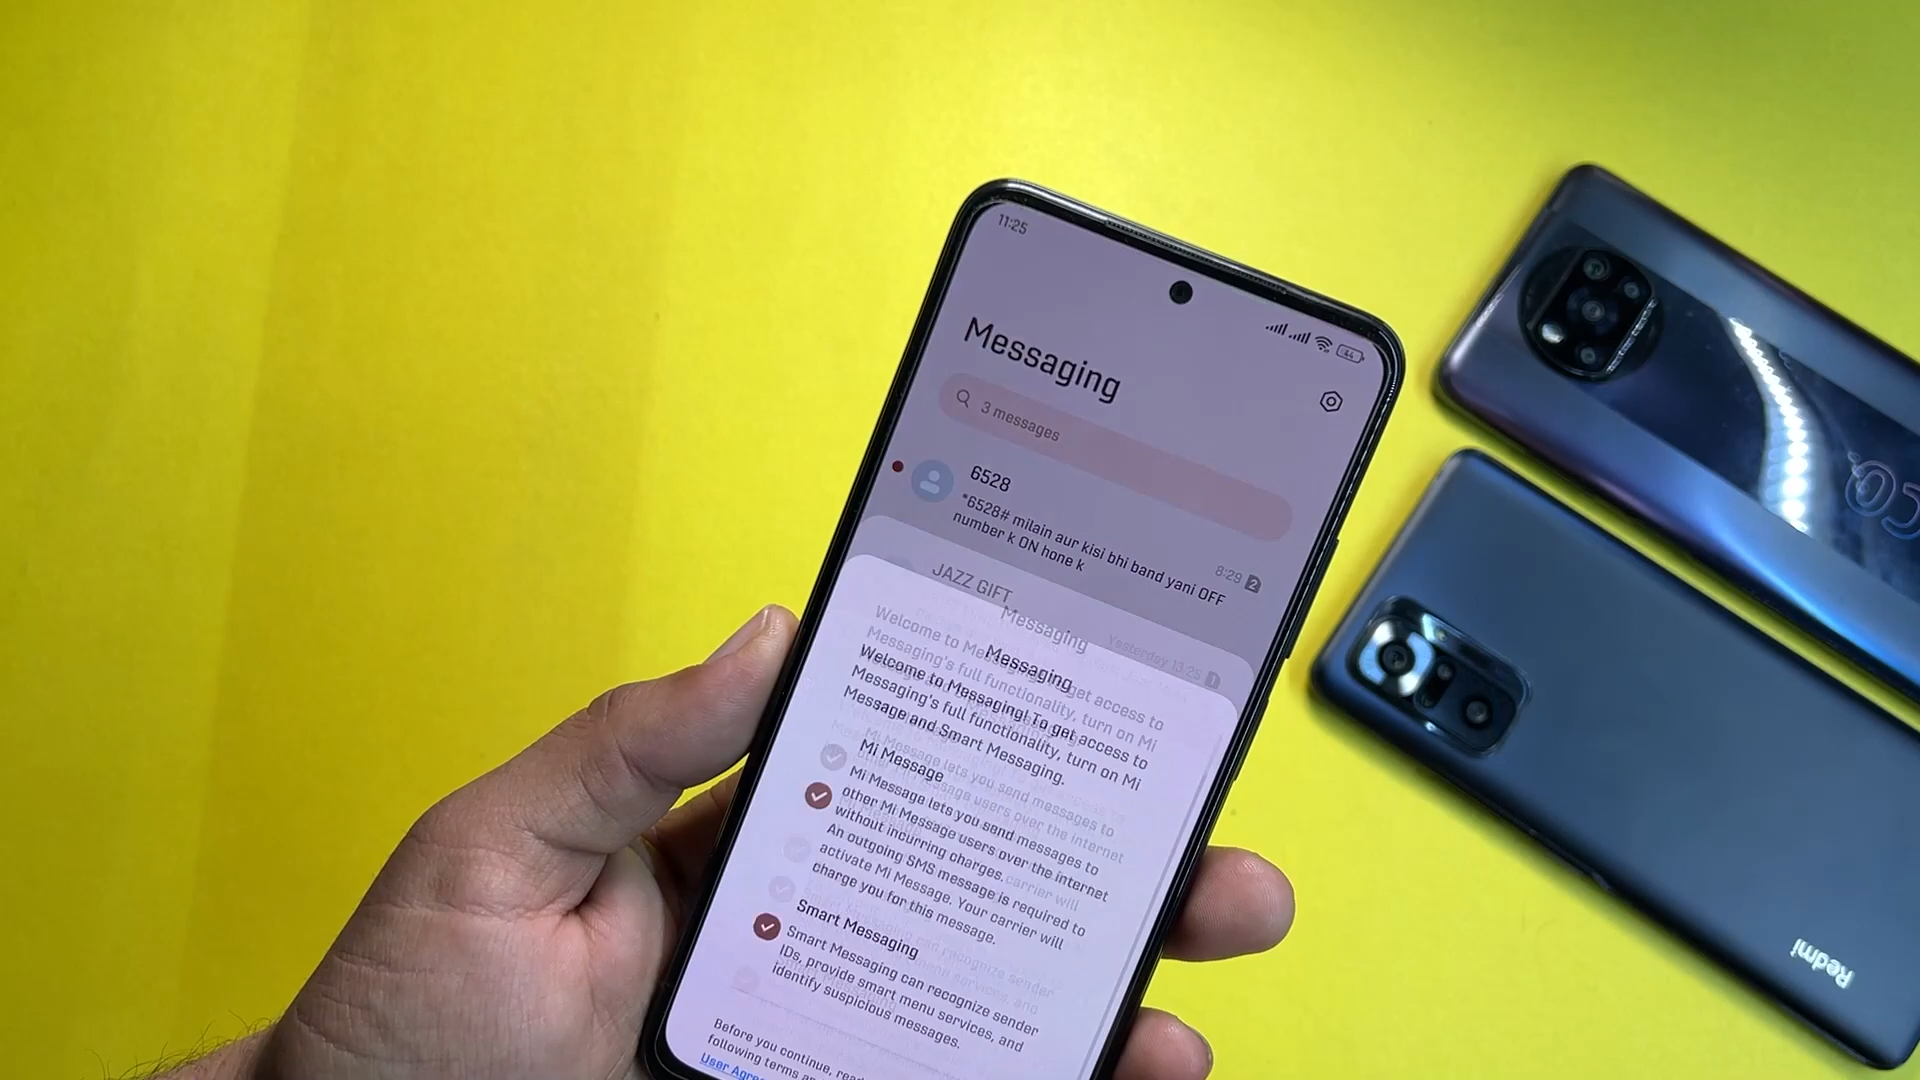 11:25
44
Messaging
3 messages
6528
*6528# milain aur kisi bhi band yani OFF
number k ON hone k
8:29 2
JAZZ GIFT
Yesterday 13:25 1
Messaging
Welcome to Messaging! To get access to
Messaging's full functionality, turn on Mi
Message and Smart Messaging.
Mi Message
Mi Message lets you send messages to
other Mi Message users over the internet
without incurring charges.
An outgoing SMS message is required to
activate Mi Message. Your carrier will
charge you for this message.
Smart Messaging
Smart Messaging can recognize sender
IDs, provide smart menu services, and
identify suspicious messages.
Before you continue, read
following terms
User
Redmi